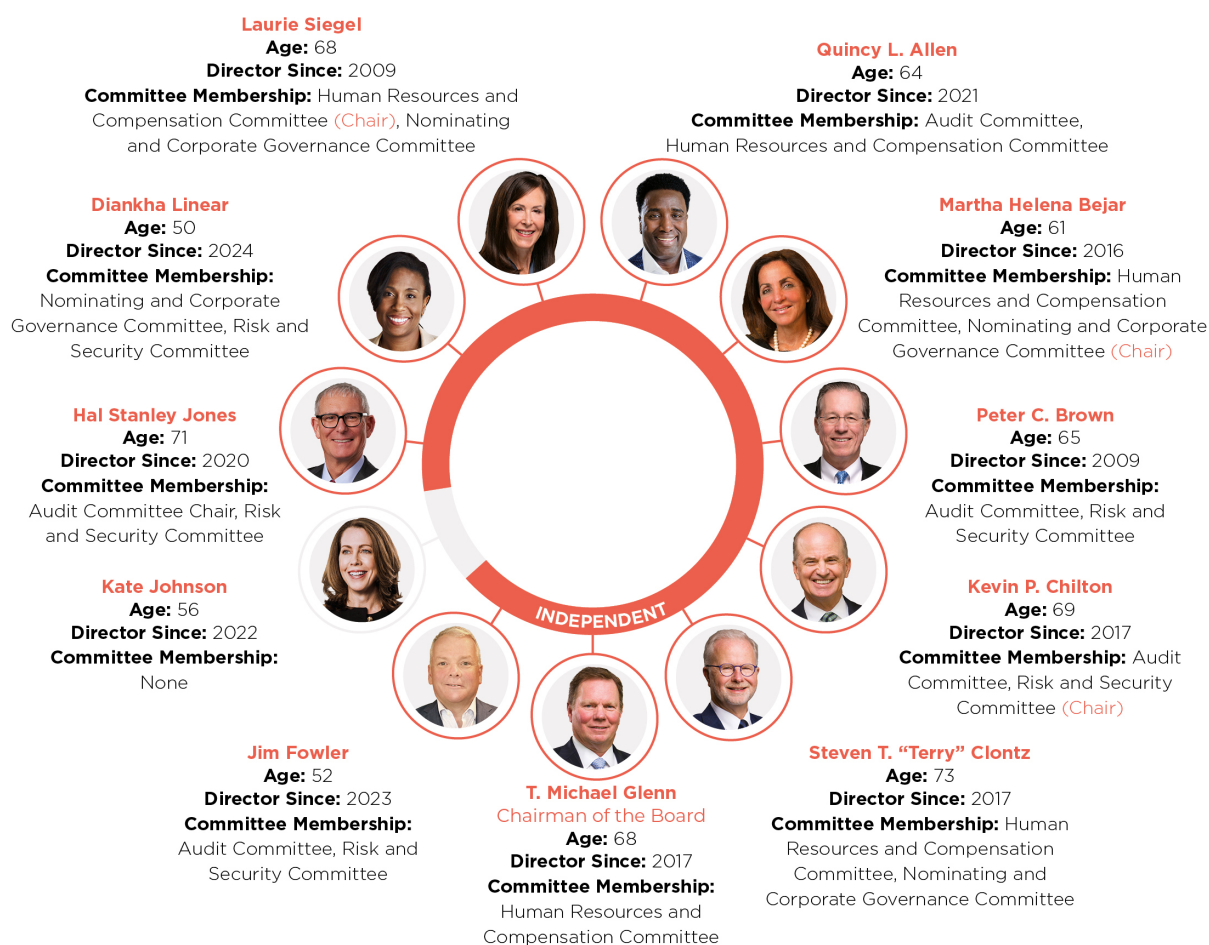 Laurie Siegel
Age: 68
Director Since: 2009
Committee Membership: Human Resources and
Compensation Committee (Chair), Nominating
and Corporate Governance Committee
Quincy L. Allen
Age: 64
Director Since: 2021
Committee Membership: Audit Committee,
Human Resources and Compensation Committee
Diankha Linear
Age: 50
Director Since: 2024
Committee Membership:
Nominating and Corporate
Governance Committee, Risk and
Security Committee
Martha Helena Bejar
Age: 61
Director Since: 2016
Committee Membership: Human
Resources and Compensation
Committee, Nominating and Corporate
Governance Committee (Chair)
Hal Stanley Jones
Age: 71
Director Since: 2020
Committee Membership:
Audit Committee Chair, Risk
and Security Committee
Peter C. Brown
Age: 65
Director Since: 2009
Committee Membership:
Audit Committee, Risk and
Security Committee
Kate Johnson
Age: 56
Director Since: 2022
Committee Membership:
None
Kevin P. Chilton
Age: 69
Director Since: 2017
Committee Membership: Audit
Committee, Risk and Security
Committee (Chair)
INDEPENDENT
Jim Fowler
Age: 52
Director Since: 2023
Committee Membership:
Audit Committee, Risk and
Security Committee
T. Michael Glenn
Chairman of the Board
Age: 68
Director Since: 2017
Committee Membership:
Human Resources and
Compensation Committee
Steven T. “Terry” Clontz
Age: 73
Director Since: 2017
Committee Membership: Human
Resources and Compensation
Committee, Nominating and
Corporate Governance Committee